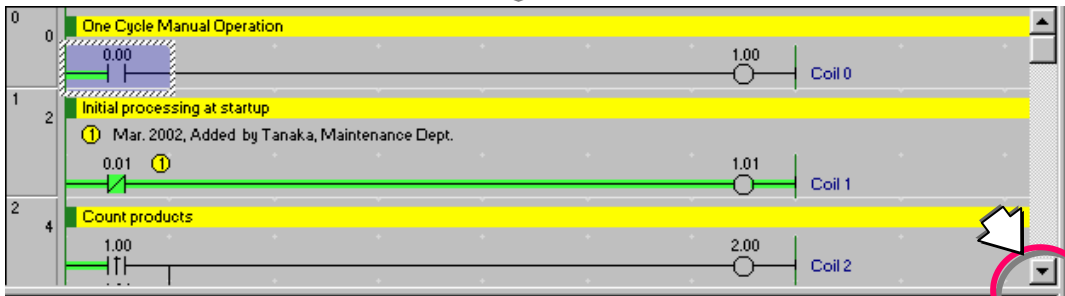 0
0
One Cycle Manual Operation
0.00
1.00
Coil 0
1
2
Initial processing at startup
1 Mar. 2002, Added by Tanaka, Maintenance Dept.
0.01 1
1.01
Coil 1
2
4
Count products
1.00
2.00
Coil 2